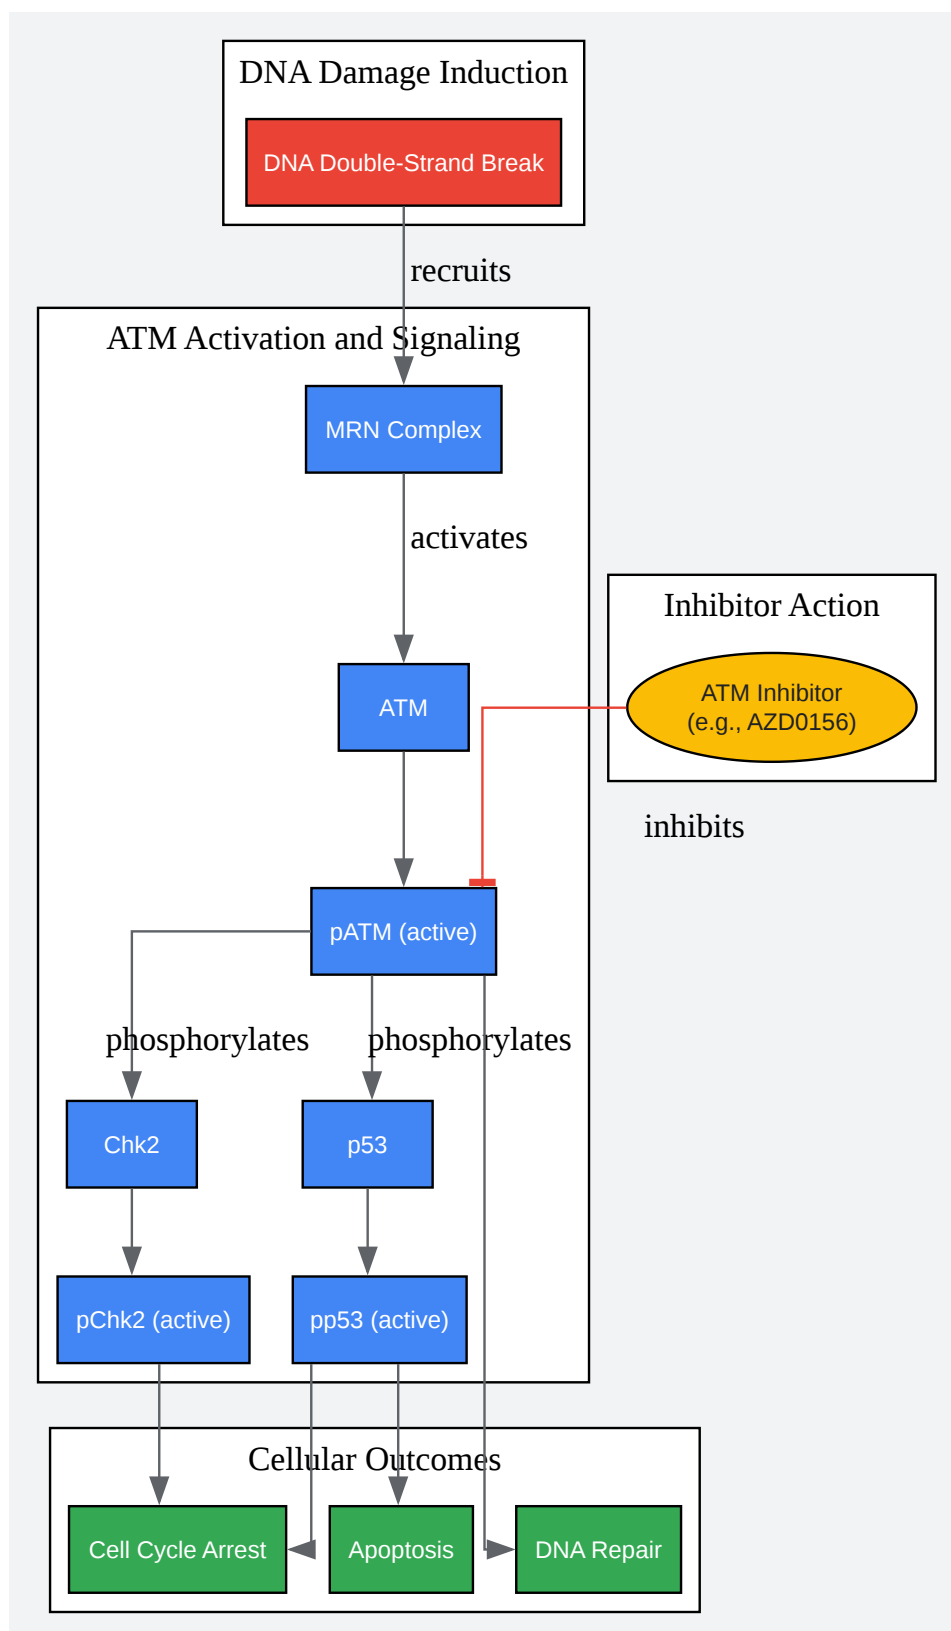 DNA Damage Induction
DNA Double-Strand Break
recruits
ATM Activation and Signaling
MRN Complex
activates
Inhibitor Action
ATM Inhibitor
(e.g., AZD0156)
ATM
inhibits
pATM (active)
phosphorylates
phosphorylates
Chk2
p53
pChk2 (active)
pp53 (active)
Cellular Outcomes
Cell Cycle Arrest
Apoptosis
DNA Repair